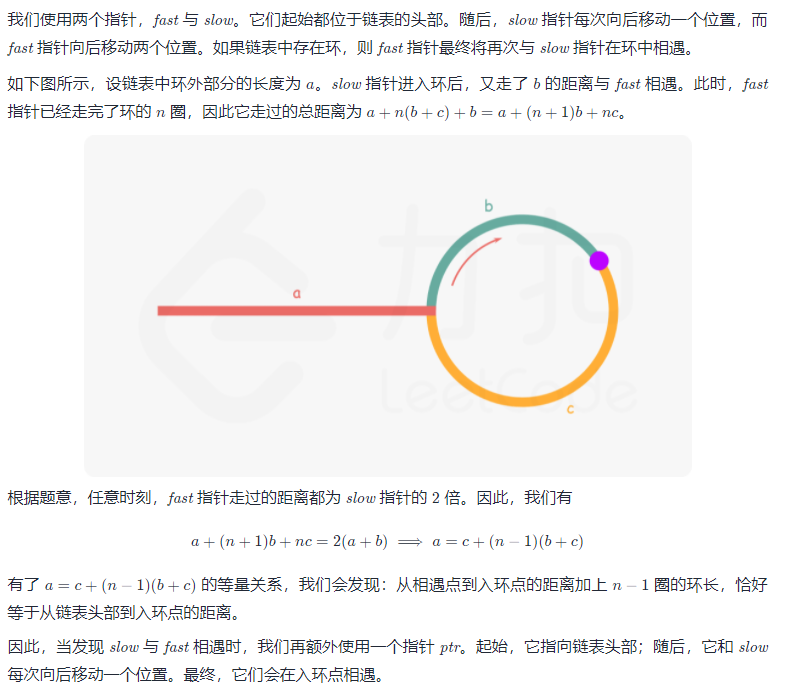 我们使用两个指针，fast 与 slow。它们起始都位于链表的头部。随后，slow 指针每次向后移动一个位置，而
fast 指针向后移动两个位置。如果链表中存在环，则 fast 指针最终将再次与 slow 指针在环中相遇。
如下图所示，设链表中环外部分的长度为 a。slow 指针进入环后，又走了 b 的距离与 fast 相遇。此时，fast
指针已经走完了环的 n 圈，因此它走过的总距离为 a + n(b + c) + b = a + (n + 1)b + nc。
b
a
力扣
LeetCode
c
根据题意，任意时刻，fast 指针走过的距离都为 slow 指针的 2 倍。因此，我们有
a + (n + 1)b + nc = 2(a + b) ⟹ a = c + (n − 1)(b + c)
有了 a = c + (n − 1)(b + c) 的等量关系，我们会发现：从相遇点到入环点的距离加上 n − 1 圈的环长，恰好
等于从链表头部到入环点的距离。
因此，当发现 slow 与 fast 相遇时，我们再额外使用一个指针 ptr。起始，它指向链表头部；随后，它和 slow
每次向后移动一个位置。最终，它们会在入环点相遇。